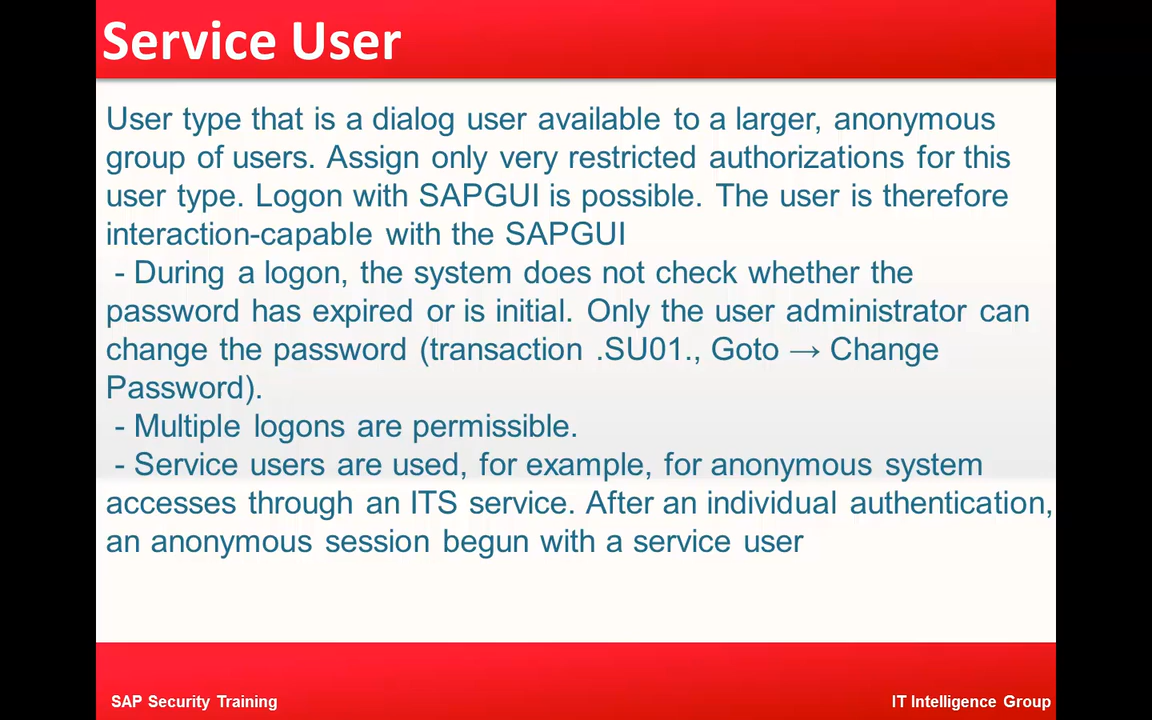 Service User
User type that is a dialog user available to a larger, anonymous
group of users. Assign only very restricted authorizations for this
user type. Logon with SAPGUI is possible. The user is therefore
interaction-capable with the SAPGUI
- During a logon, the system does not check whether the
password has expired or is initial. Only the user administrator can
change the password (transaction .SU01., Goto → Change
Password).
- Multiple logons are permissible.
- Service users are used, for example, for anonymous system
accesses through an ITS service. After an individual authentication,
an anonymous session begun with a service user
SAP Security Training
IT Intelligence Group